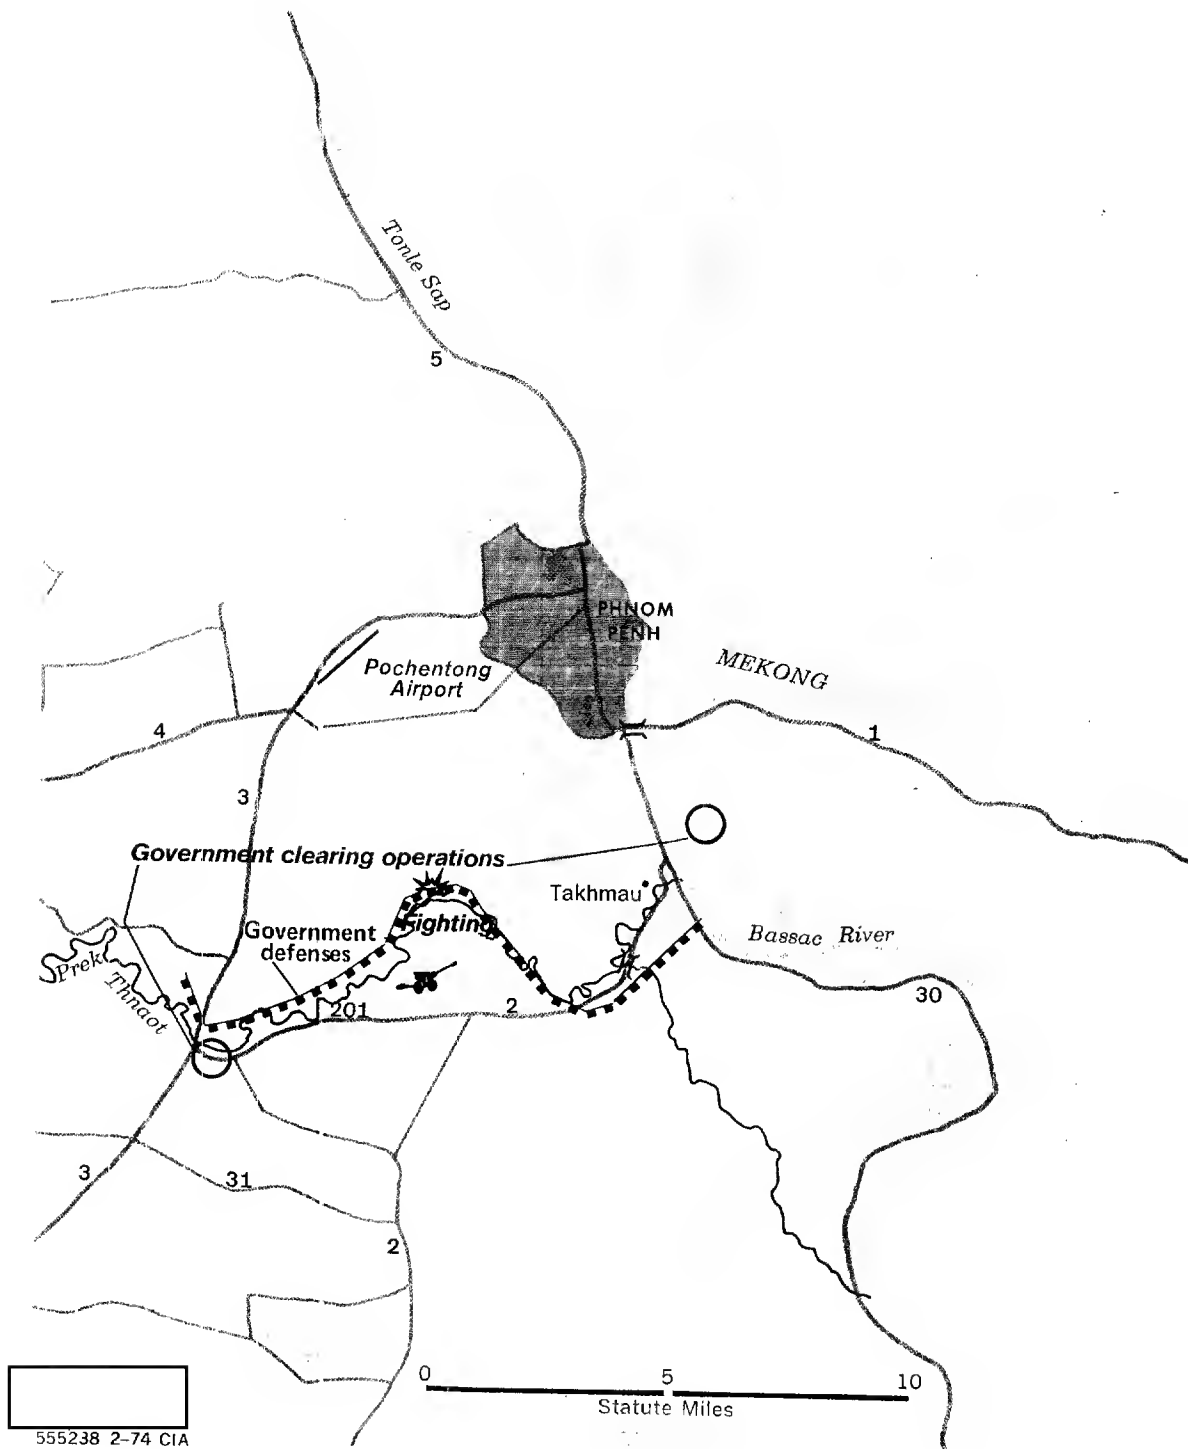 Tonle Sap
5
PHNOM
PENH
MEKONG
Pochentong
Airport
4
1
3
Government clearing operations
Takhmau
Fighting
Government
defenses
Bassac River
Prek
Thnaot
201
2
30
3
31
2
0 5 10
Statute Miles
555238 2-74 CIA